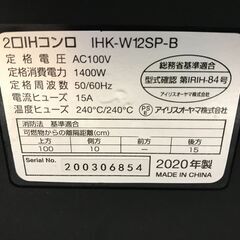 2口IHコンロ IHK-W12SP-B
定格電圧 AC100V
定格消費電力 1400W
定格周波数 50/60Hz
電流ヒューズ 15A
温度ヒューズ 240℃/240℃
総務省基準適合
型式確認 第IRIH-84号
PSE アイリスオーヤマ株式会社
消防法 基準適合
可燃物からの離隔距離(cm)
上方 側方 前方 後方
100 10 ー 15
Serial No. 200306854
2020年製
MADE IN CHINA